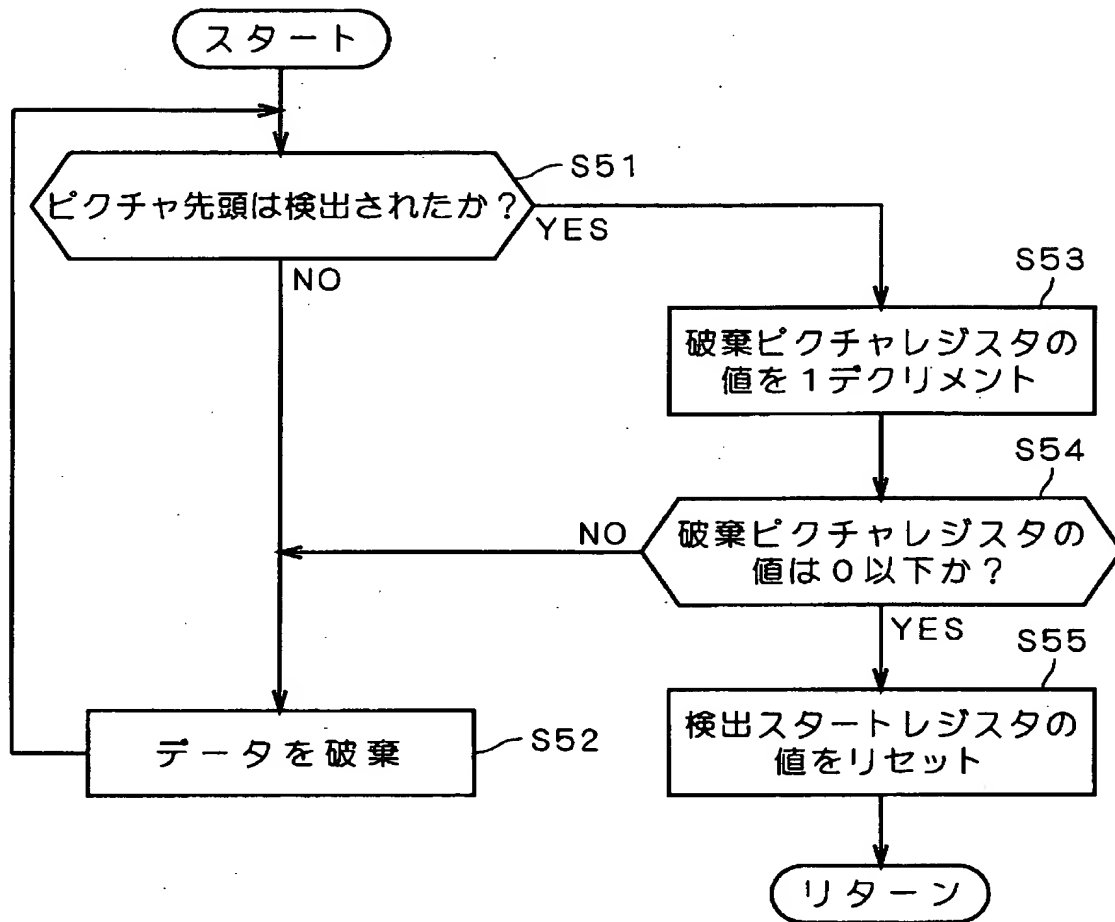 スタート
S51
ピクチャ先頭は検出されたか?
YES
NO
S53
破棄ピクチャレジスタの
値を1デクリメント
S54
NO
破棄ピクチャレジスタの
値は0以下か?
YES
S55
データを破棄
S52
検出スタートレジスタの
値をリセット
リターン